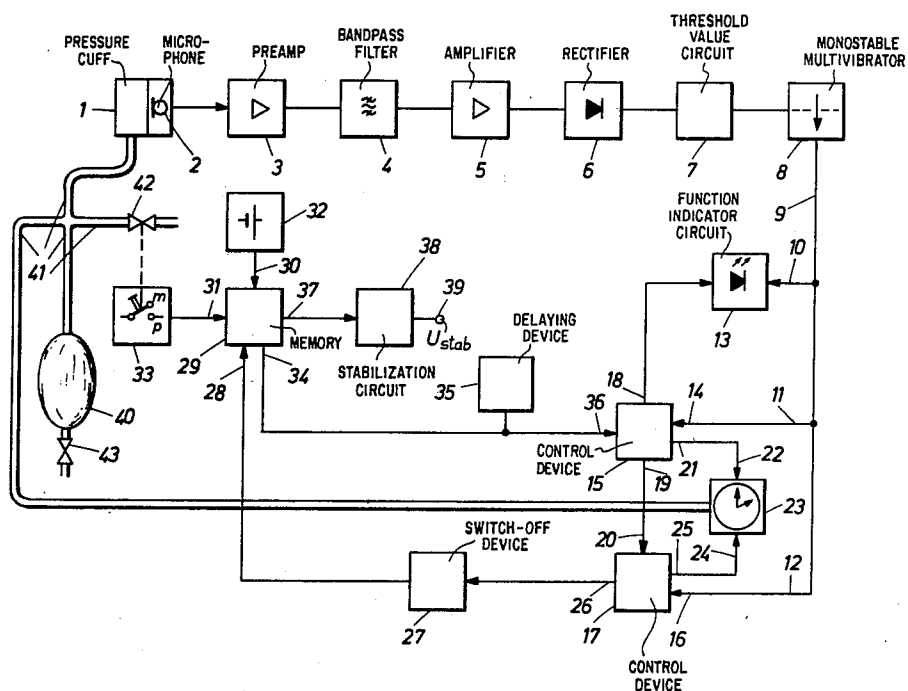 PRESSURE
CUFF
MICRO-
PHONE
PREAMP
BANDPASS
FILTER
AMPLIFIER
RECTIFIER
THRESHOLD
VALUE
CIRCUIT
MONOSTABLE
MULTIVIBRATOR
1
2
3
4
5
6
7
8
9
42
32
38
FUNCTION
INDICATOR
CIRCUIT
10
41
30
39
31
37
DELAYING
DEVICE
13
m
p
MEMORY
U stab
33
29
34
STABILIZATION
CIRCUIT
35
18
28
36
14
11
40
CONTROL
DEVICE
21
22
43
15
19
23
SWITCH-OFF
DEVICE
20
25
24
12
27
26
17
16
CONTROL
DEVICE